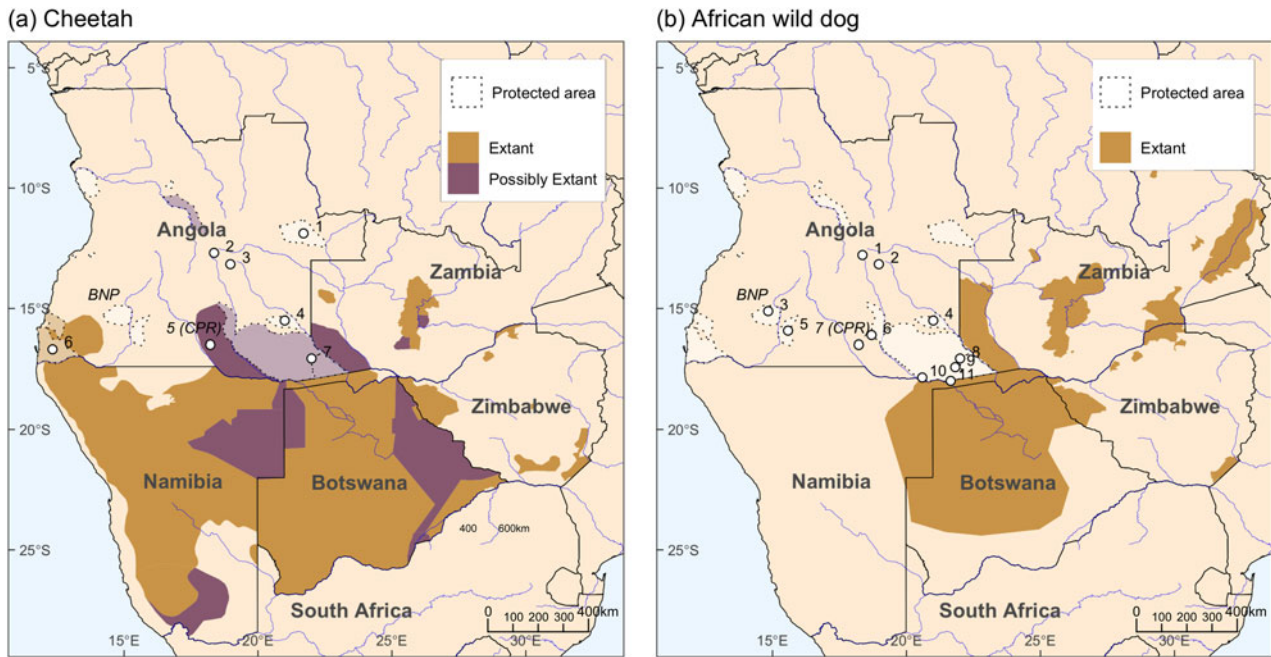 (a) Cheetah
5°S
10°S
15°S
20°S
25°S
Protected area
Extant
Possibly Extant
1
Angola
2
3
Zambia
BNP
5 (CPR)
4
6
7
Zimbabwe
Namibia
Botswana
400 600km
South Africa
0 100 200 300 400km
15°E 20°E 25°E 30°E
(b) African wild dog
5°S
10°S
15°S
20°S
25°S
Protected area
Extant
Angola
1
2
Zambia
BNP
3
5
7 (CPR)
6
4
8
9
10
11
Zimbabwe
Namibia
Botswana
South Africa
0 100 200 300 400km
15°E 20°E 25°E 30°E